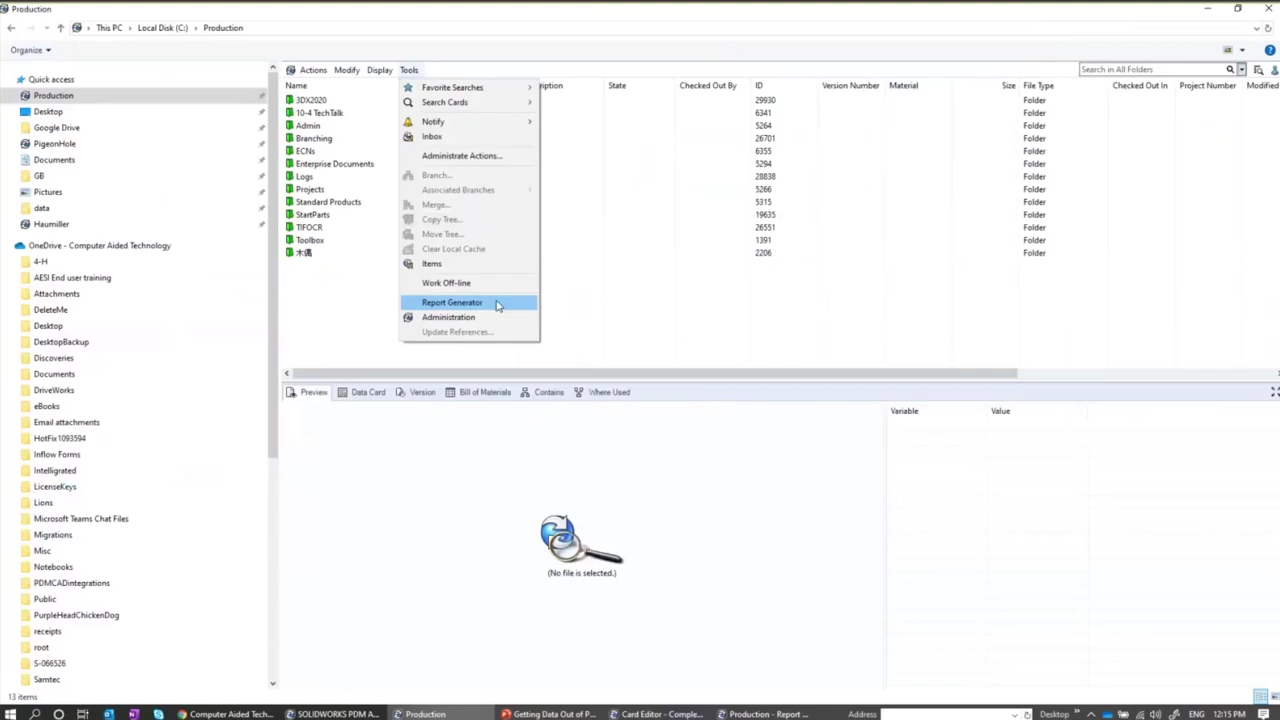 Production
This PC > Local Disk (C:) > Production
Organize
Quick access
Production
Desktop
Google Drive
PigeonHole
Documents
GB
Pictures
data
Haumiller
OneDrive - Computer Aided Technology
4-H
AESI End user training
Attachments
DeleteMe
Desktop
DesktopBackup
Discoveries
Documents
DriveWorks
eBooks
Email attachments
HotFix1093594
Inflow Forms
Intelligrated
LicenseKeys
Lions
Microsoft Teams Chat Files
Migrations
Misc
Notebooks
PDMCADintegrations
Public
PurpleHeadChickenDog
receipts
root
S-066526
Samtec
13 items
Actions Modify Display Tools
Search in All Folders
Name ription State Checked Out By ID Version Number Material Size File Type Checked Out In Project Number Modified
3DX2020 29930 Folder
10-4 TechTalk 6341 Folder
Admin 5264 Folder
Branching 26701 Folder
ECNs 6355 Folder
Enterprise Documents 5294 Folder
Logs 28838 Folder
Projects 5266 Folder
Standard Products 5315 Folder
StartParts 19635 Folder
TIFOCR 26551 Folder
Toolbox 1391 Folder
木偶 2206 Folder
Favorite Searches
Search Cards
Notify
Inbox
Administrate Actions...
Branch...
Associated Branches
Merge...
Copy Tree...
Move Tree...
Clear Local Cache
Items
Work Off-line
Report Generator
Administration
Update References...
Preview Data Card Version Bill of Materials Contains Where Used
Variable Value
(No file is selected.)
Computer Aided Tech... SOLIDWORKS PDM A... Production Getting Data Out of P... Card Editor - Comple... Production - Report ... Address Desktop ENG 12:15 PM